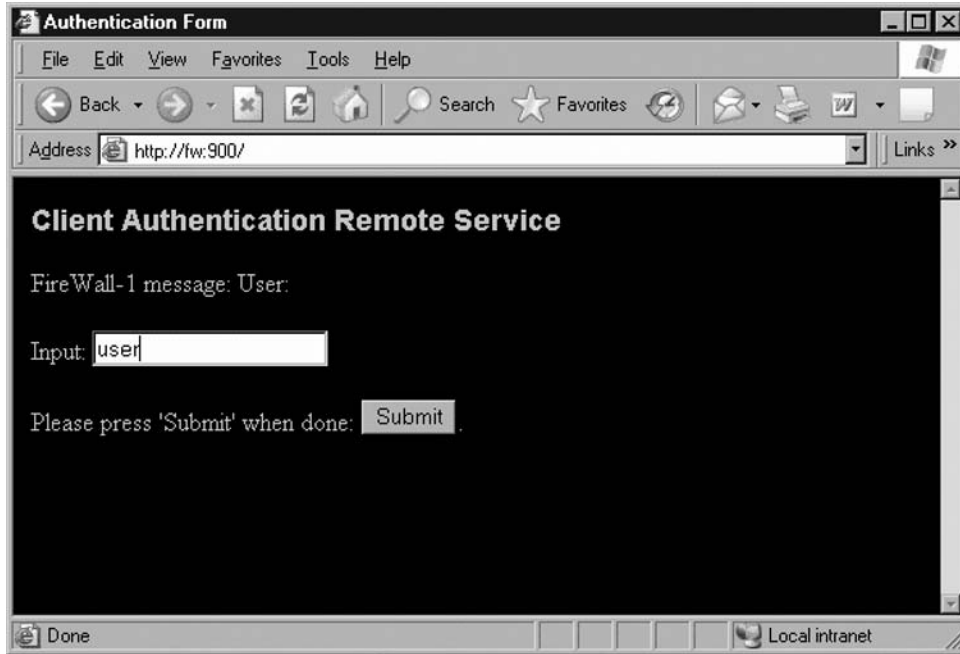 Authentication Form
File Edit View Favorites Tools Help
Back Search Favorites W
Address http://fw:900/ Links »
Client Authentication Remote Service
FireWall-1 message: User:
Input: user
Please press 'Submit' when done: Submit .
Done Local intranet